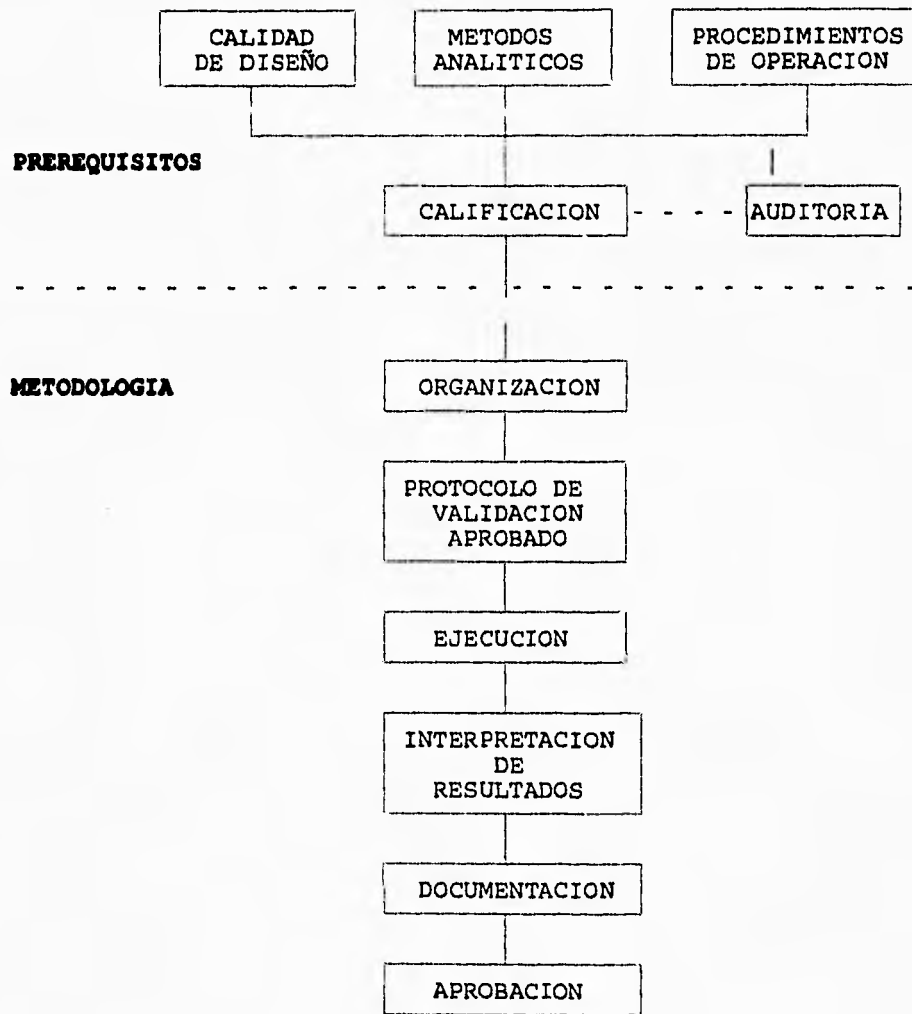 CALIDAD
DE DISEÑO
METODOS
ANALITICOS
PROCEDIMIENTOS
DE OPERACION
PREREQUISITOS
CALIFICACION
AUDITORIA
METODOLOGIA
ORGANIZACION
PROTOCOLO DE
VALIDACION
APROBADO
EJECUCION
INTERPRETACION
DE
RESULTADOS
DOCUMENTACION
APROBACION